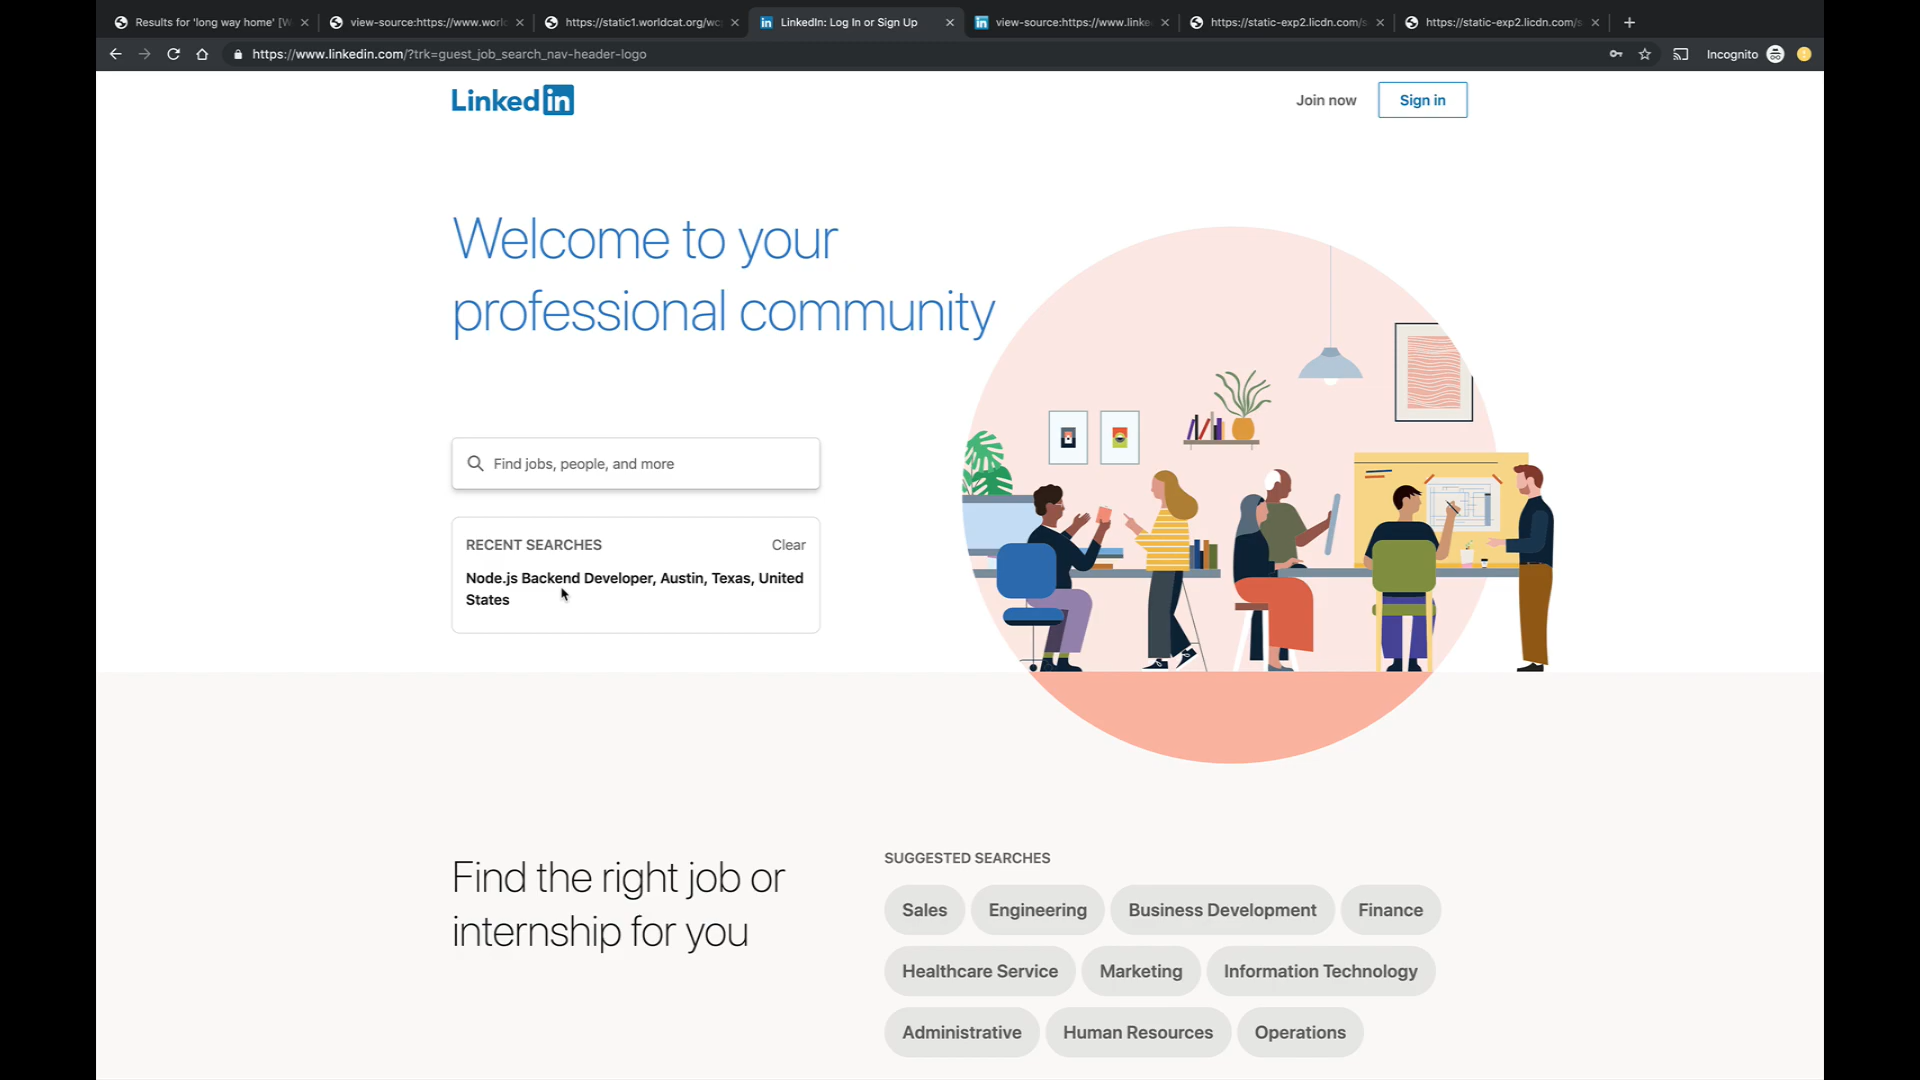 Results for 'long way home' [W
view-source:https://www.worl
https://static1.worldcat.org/wc
LinkedIn: Log In or Sign Up
view-source:https://www.linke
https://static-exp2.licdn.com/s
https://static-exp2.licdn.com/s
https://www.linkedin.com/?trk=guest_job_search_nav-header-logo
Incognito
Linked in
Join now
Sign in
Welcome to your
professional community
Find jobs, people, and more
RECENT SEARCHES
Clear
Node.js Backend Developer, Austin, Texas, United
States
Find the right job or
internship for you
SUGGESTED SEARCHES
Sales Engineering Business Development Finance
Healthcare Service Marketing Information Technology
Administrative Human Resources Operations